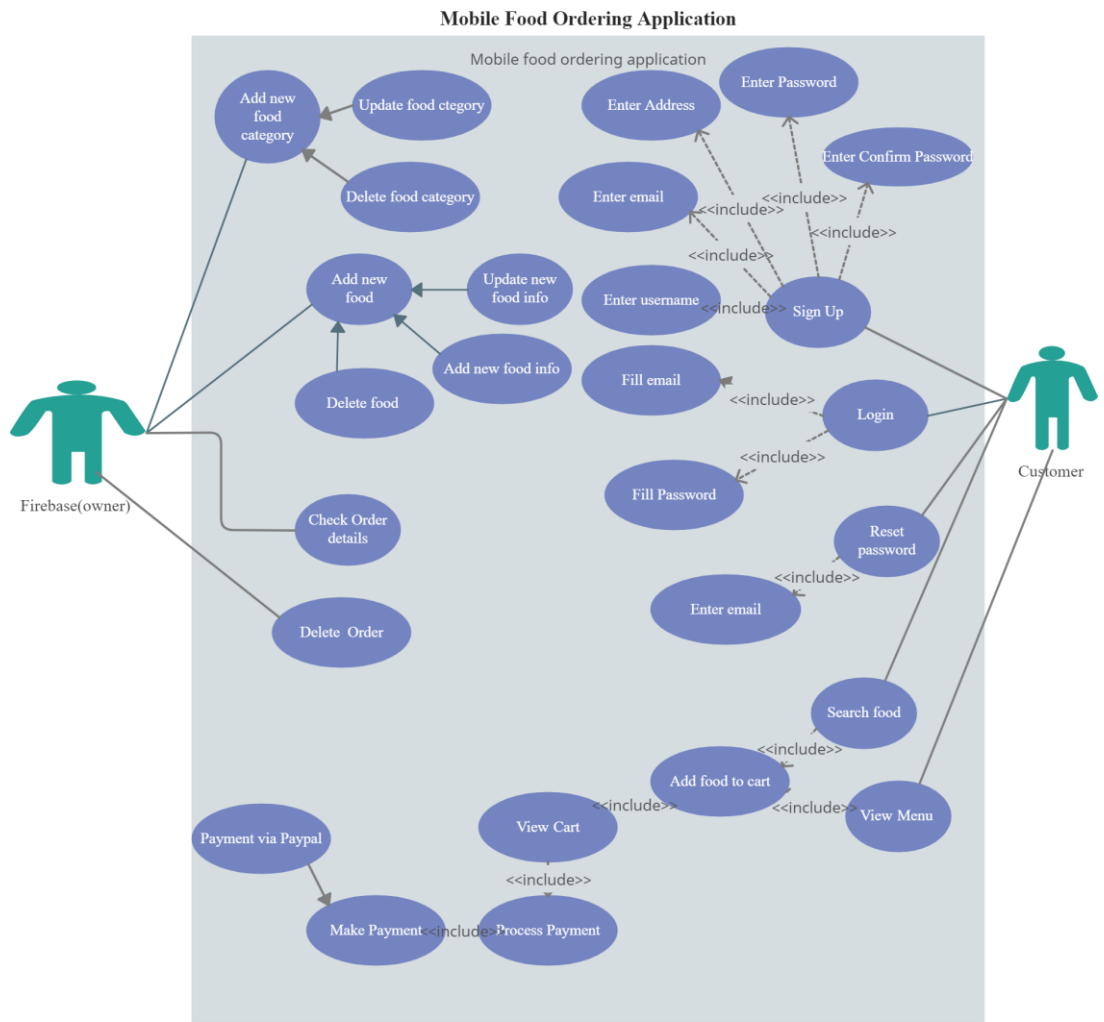 Mobile Food Ordering Application
Mobile food ordering application
Add new
food
category
Update food ctegory
Delete food category
Enter Address
Enter Password
Enter Confirm Password
Enter email
<<include>>
<<include>>
<<include>>
<<include>>
Enter username
<<include>>
Sign Up
Add new
food
Update new
food info
Add new food info
Delete food
Fill email
<<include>>
Login
<<include>>
Fill Password
Firebase(owner)
Customer
Check Order
details
Reset
password
<<include>>
Enter email
Delete Order
Search food
<<include>>
Add food to cart
<<include>>
<<include>>
View Menu
View Cart
Payment via Paypal
<<include>>
Make Payment
<<include>>
Process Payment